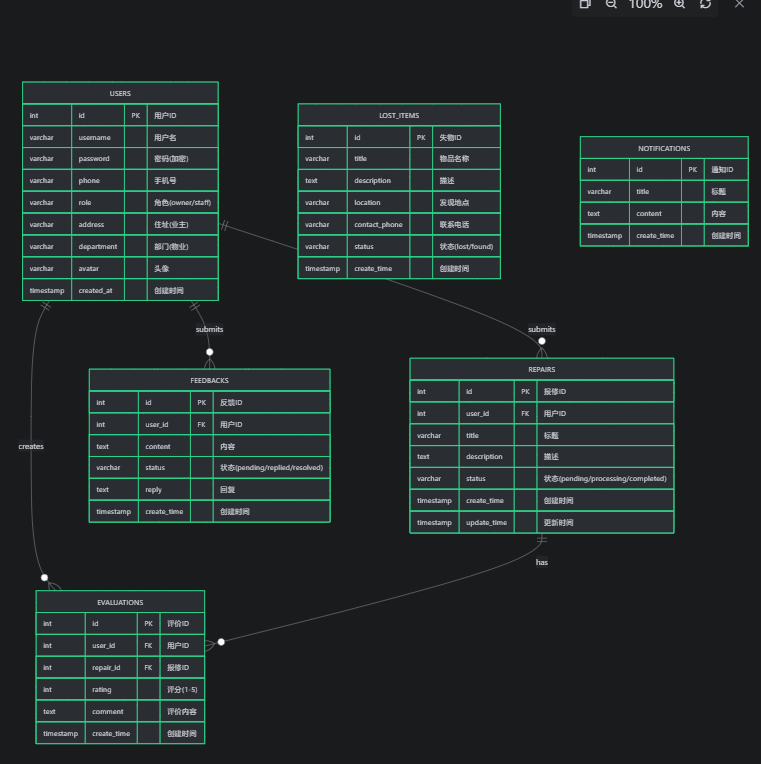 100%
USERS
int id PK 用户ID
varchar username 用户名
varchar password 密码(加密)
varchar phone 手机号
varchar role 角色(owner/staff)
varchar address 住址(业主)
varchar department 部门(物业)
varchar avatar 头像
timestamp created_at 创建时间
LOST_ITEMS
int id PK 失物ID
varchar title 物品名称
text description 描述
varchar location 发现地点
varchar contact_phone 联系电话
varchar status 状态(lost/found)
timestamp create_time 创建时间
NOTIFICATIONS
int id PK 通知ID
varchar title 标题
text content 内容
timestamp create_time 创建时间
submits
submits
FEEDBACKS
int id PK 反馈ID
int user_id FK 用户ID
text content 内容
varchar status 状态(pending/replied/resolved)
text reply 回复
timestamp create_time 创建时间
REPAIRS
int id PK 报修ID
int user_id FK 用户ID
varchar title 标题
text description 描述
varchar status 状态(pending/processing/completed)
timestamp create_time 创建时间
timestamp update_time 更新时间
creates
has
EVALUATIONS
int id PK 评价ID
int user_id FK 用户ID
int repair_id FK 报修ID
int rating 评分(1-5)
text comment 评价内容
timestamp create_time 创建时间